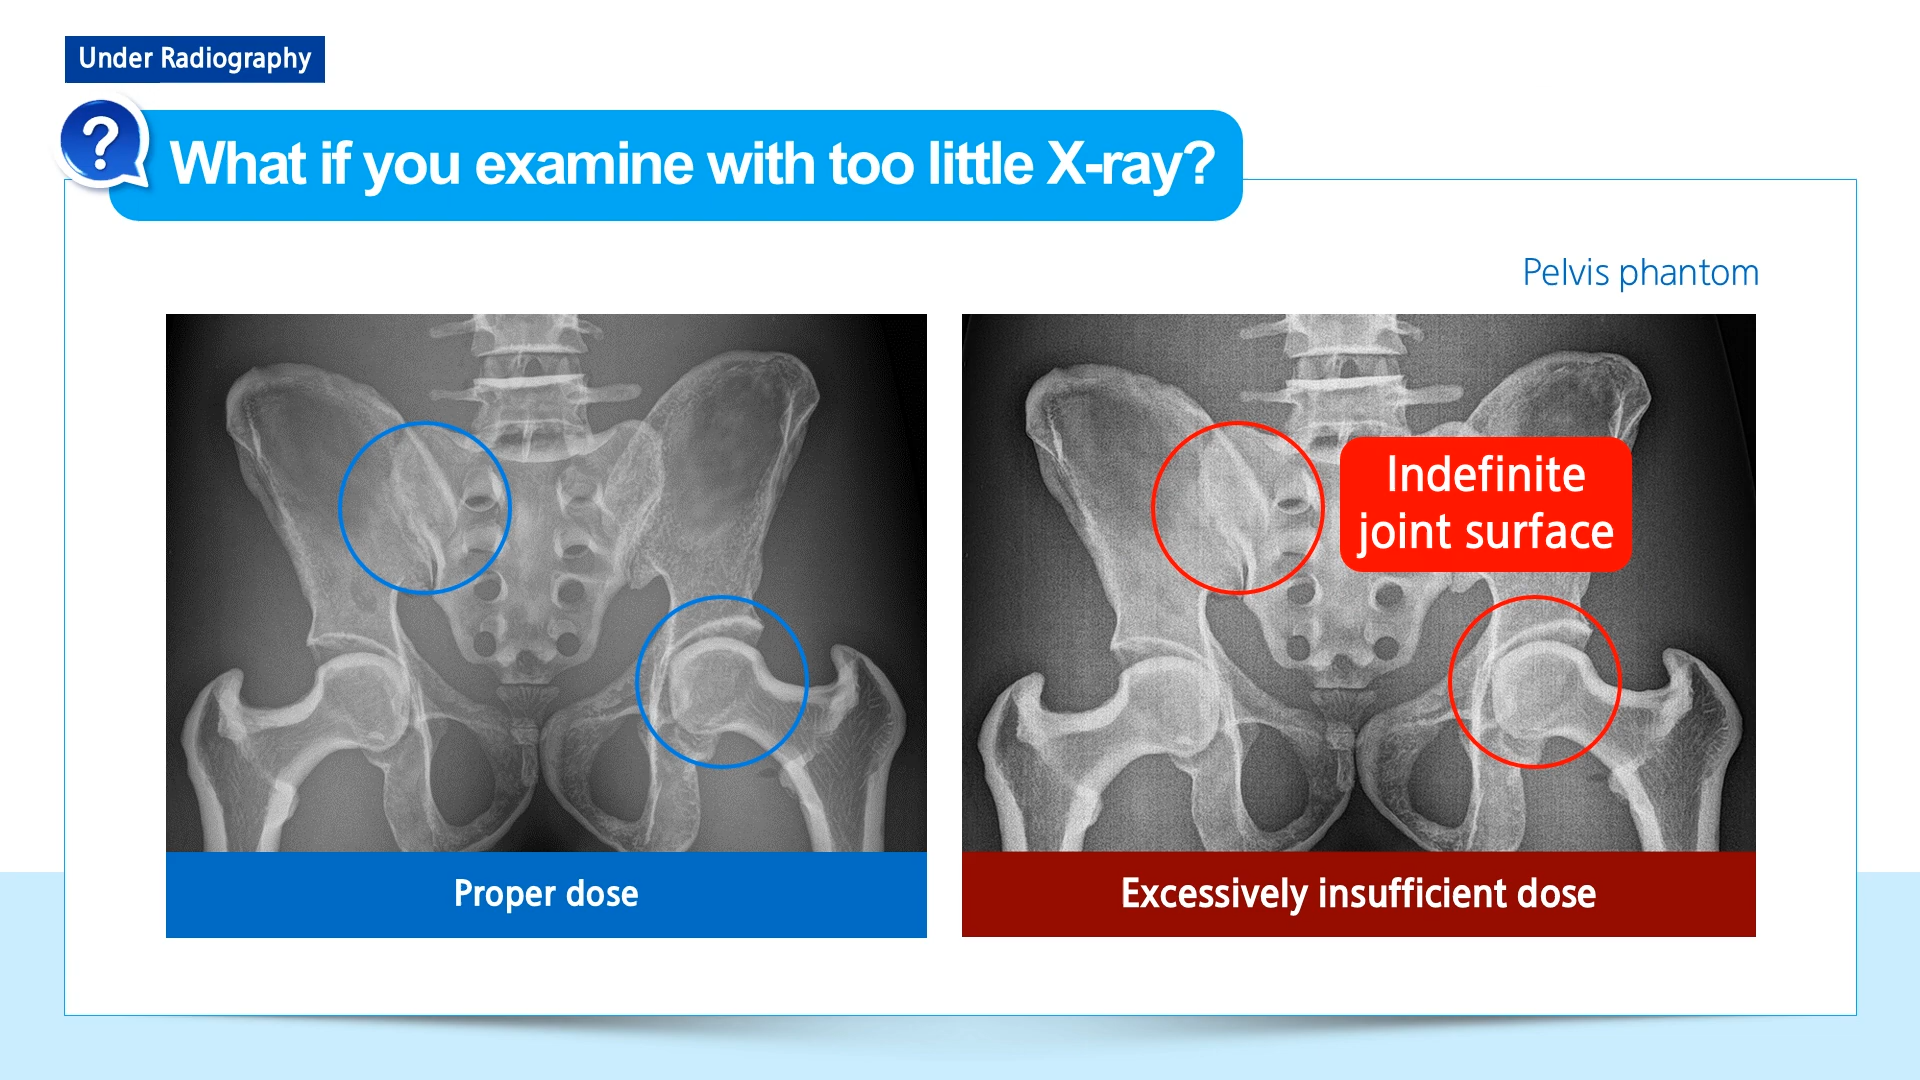 Under Radiography
?
What if you examine with too little X-ray?
Pelvis phantom
Indefinite
joint surface
Proper dose
Excessively insufficient dose